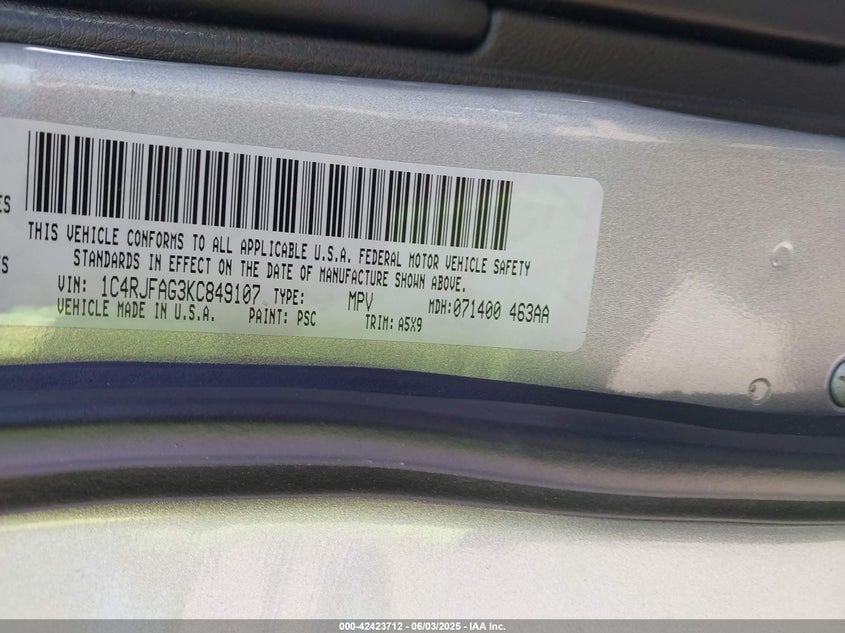 ES
THIS VEHICLE CONFORMS TO ALL APPLICABLE U.S.A. FEDERAL MOTOR VEHICLE SAFETY
STANDARDS IN EFFECT ON THE DATE OF MANUFACTURE SHOWN ABOVE.
S
VIN: 1C4RJFAG3KC849107 TYPE: MPV MDH:071400 463AA
VEHICLE MADE IN U.S.A. PAINT: PSC TRIM: A5X9
000-42423712 - 06/03/2025 - IAA Inc.